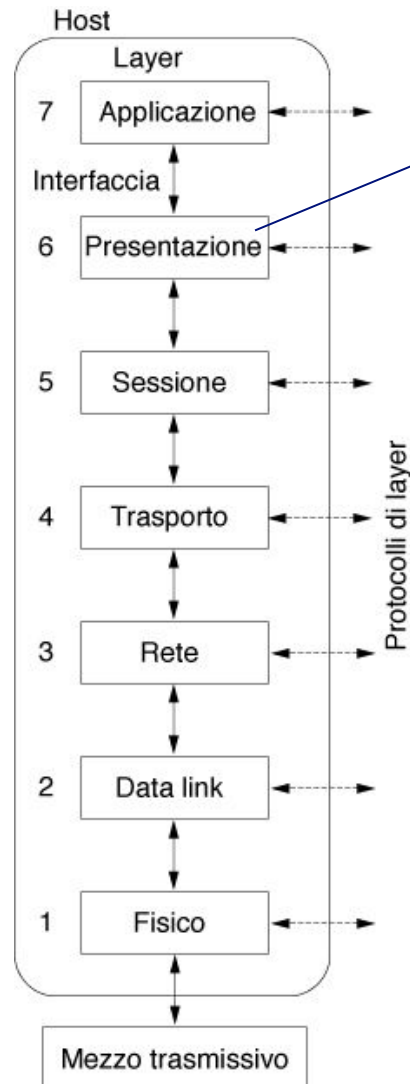 Host
Layer
7 Applicazione
Interfaccia
6 Presentazione
5 Sessione
4 Trasporto
Protocolli di layer
3 Rete
2 Data link
1 Fisico
Mezzo trasmissivo